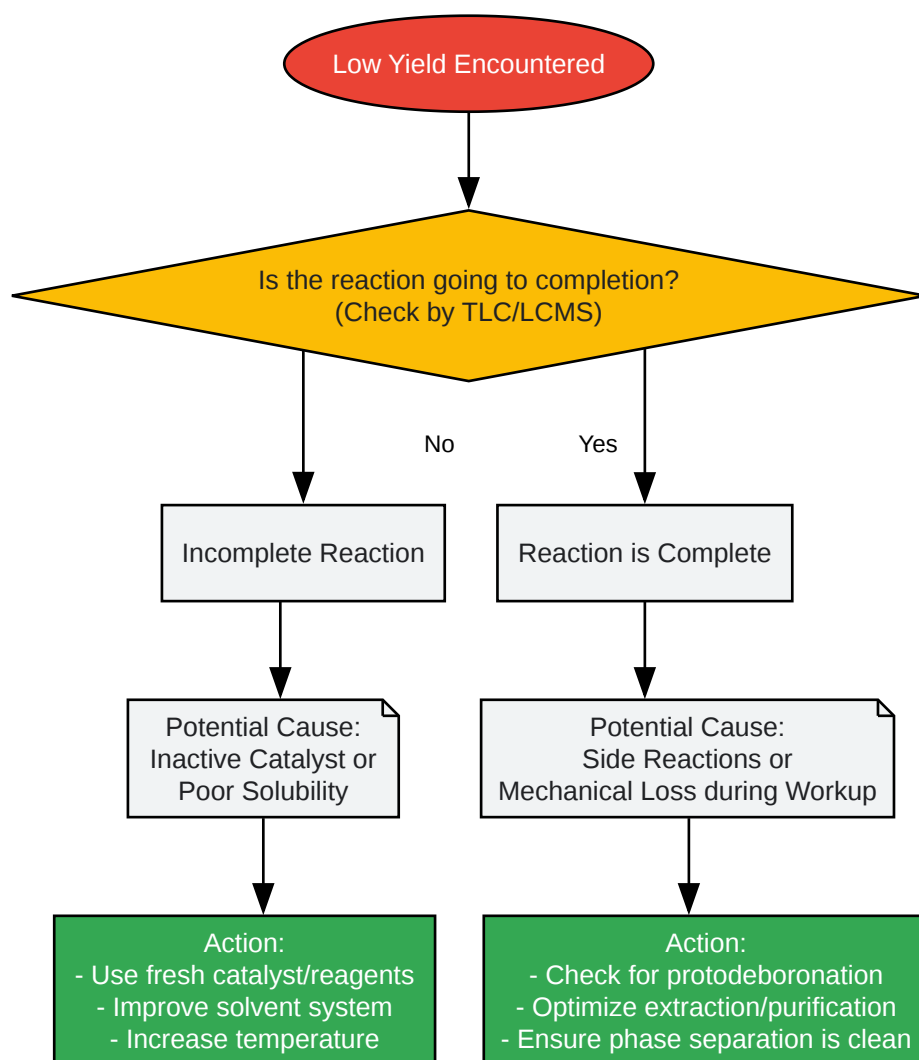 Low Yield Encountered
Is the reaction going to completion?
(Check by TLC/LCMS)
No
Yes
Incomplete Reaction
Reaction is Complete
Potential Cause:
Inactive Catalyst or
Poor Solubility
Potential Cause:
Side Reactions or
Mechanical Loss during Workup
Action:
- Use fresh catalyst/reagents
- Improve solvent system
- Increase temperature
Action:
- Check for protodeboronation
- Optimize extraction/purification
- Ensure phase separation is clean